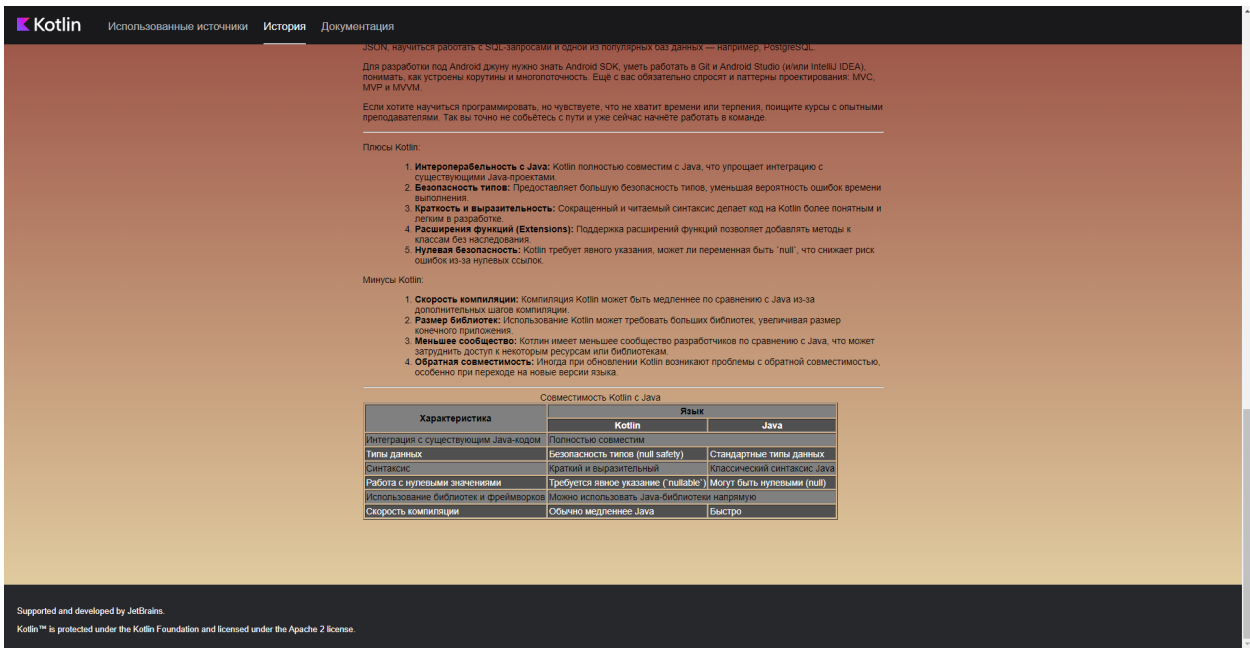 Kotlin
Использованные источники История Документация
JSON, научиться работать с SQL-запросами и одной из популярных баз данных — например, PostgreSQL.
Для разработки под Android джуну нужно знать Android SDK, уметь работать в Git и Android Studio (и/или IntelliJ IDEA),
понимать, как устроены корутины и многопоточность. Ещё с вас обязательно спросят и паттерны проектирования: MVC,
MVP и MVVM.
Если хотите научиться программировать, но чувствуете, что не хватит времени или терпения, поищите курсы с опытными
преподавателями. Так вы точно не собьётесь с пути и уже сейчас начнёте работать в команде.
Плюсы Kotlin:
1. Интероперабельность с Java: Kotlin полностью совместим с Java, что упрощает интеграцию с
существующими Java-проектами.
2. Безопасность типов: Предоставляет большую безопасность типов, уменьшая вероятность ошибок времени
выполнения.
3. Краткость и выразительность: Сокращенный и читаемый синтаксис делает код на Kotlin более понятным и
легким в разработке.
4. Расширения функций (Extensions): Поддержка расширений функций позволяет добавлять методы к
классам без наследования.
5. Нулевая безопасность: Kotlin требует явного указания, может ли переменная быть `null`, что снижает риск
ошибок из-за нулевых ссылок.
Минусы Kotlin:
1. Скорость компиляции: Компиляция Kotlin может быть медленнее по сравнению с Java из-за
дополнительных шагов компиляции.
2. Размер библиотек: Использование Kotlin может требовать больших библиотек, увеличивая размер
конечного приложения.
3. Меньшее сообщество: Котлин имеет меньшее сообщество разработчиков по сравнению с Java, что может
затруднить доступ к некоторым ресурсам или библиотекам.
4. Обратная совместимость: Иногда при обновлении Kotlin возникают проблемы с обратной совместимостью,
особенно при переходе на новые версии языка.
Совместимость Kotlin с Java
Характеристика Язык
Kotlin Java
Интеграция с существующим Java-кодом Полностью совместим
Типы данных Безопасность типов (null safety) Стандартные типы данных
Синтаксис Краткий и выразительный Классический синтаксис Java
Работа с нулевыми значениями Требуется явное указание (`nullable`) Могут быть нулевыми (null)
Использование библиотек и фреймворков Можно использовать Java-библиотеки напрямую
Скорость компиляции Обычно медленнее Java Быстро
Supported and developed by JetBrains.
Kotlin™ is protected under the Kotlin Foundation and licensed under the Apache 2 license.